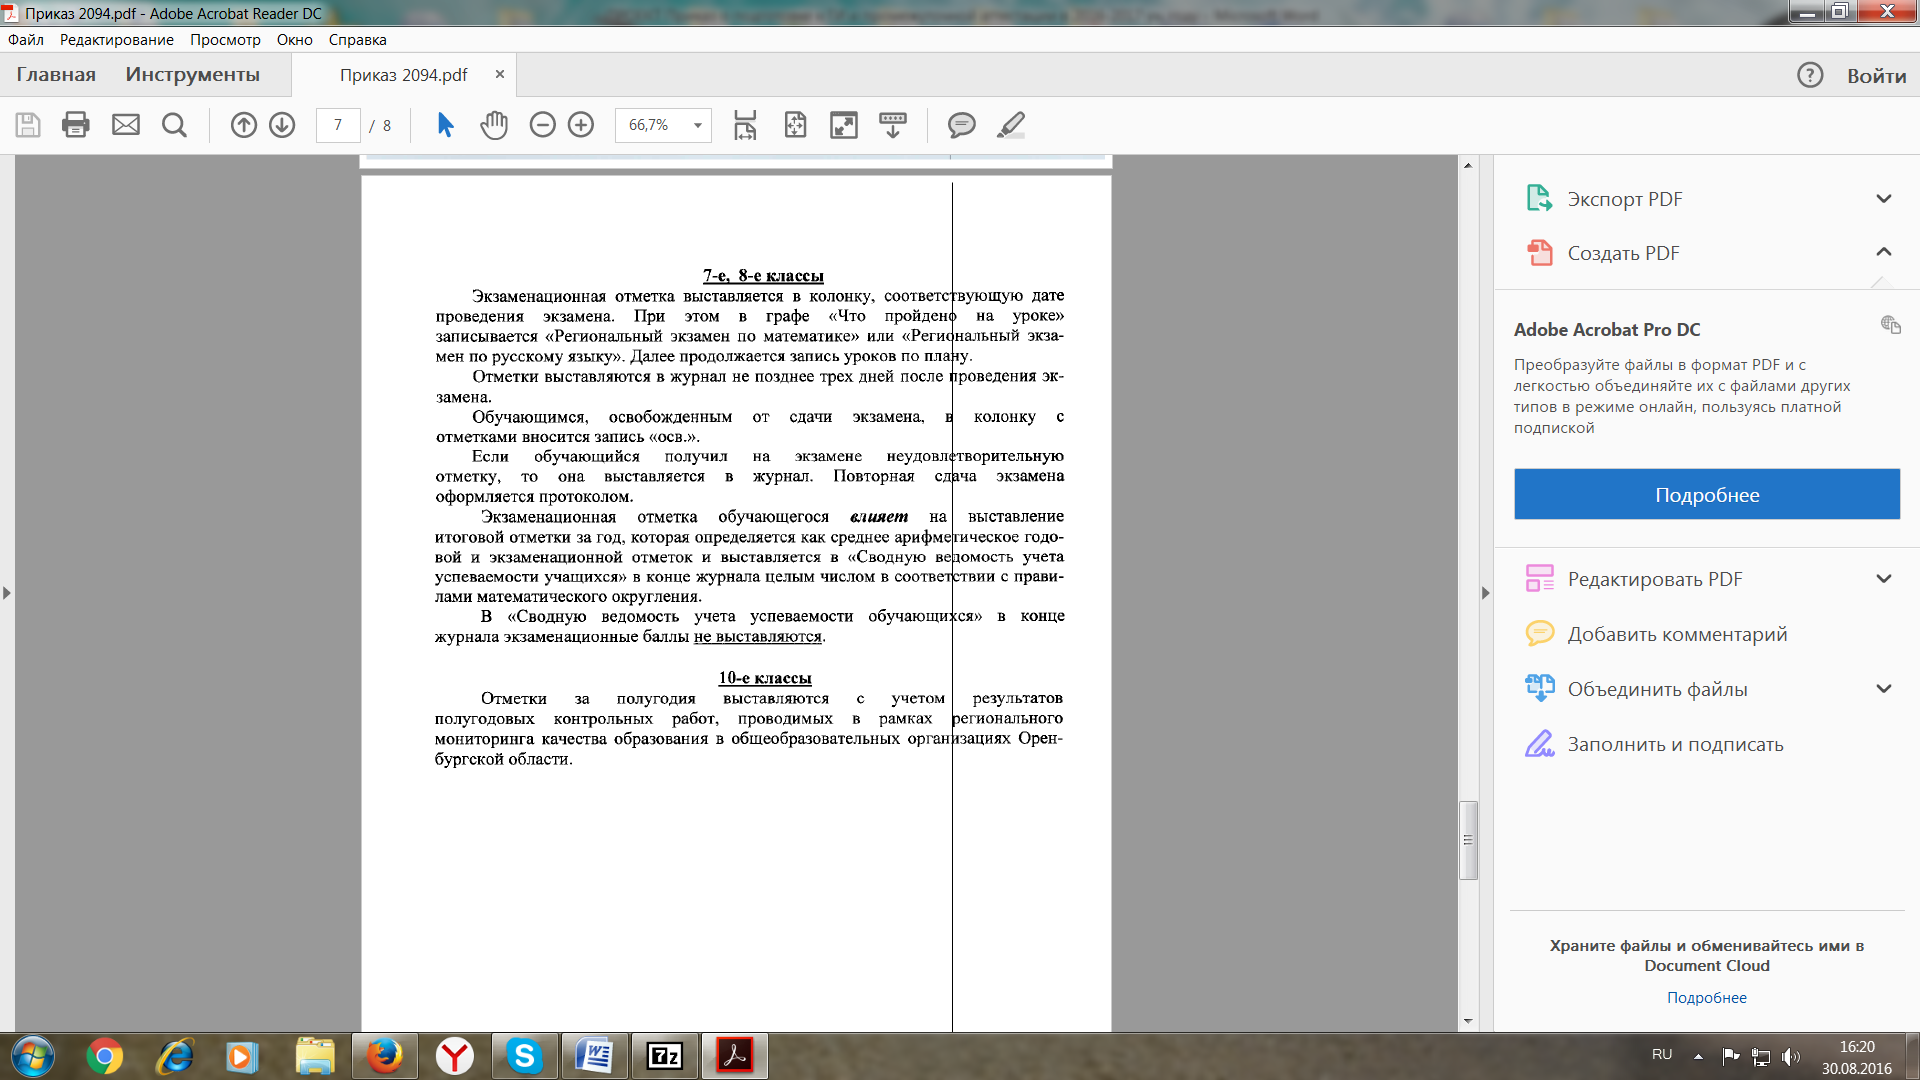 Приказ 2094.pdf - Adobe Acrobat Reader DC
Файл Редактирование Просмотр Окно Справка
Главная Инструменты Приказ 2094.pdf × ? Войти
7 / 8 66,7%
7-е, 8-е классы
Экзаменационная отметка выставляется в колонку, соответствующую дате
проведения экзамена. При этом в графе «Что пройдено на уроке»
записывается «Региональный экзамен по математике» или «Региональный экза-
мен по русскому языку». Далее продолжается запись уроков по плану.
Отметки выставляются в журнал не позднее трех дней после проведения эк-
замена.
Обучающимся, освобожденным от сдачи экзамена, в колонку с
отметками вносится запись «осв.».
Если обучающийся получил на экзамене неудовлетворительную
отметку, то она выставляется в журнал. Повторная сдача экзамена
оформляется протоколом.
Экзаменационная отметка обучающегося влияет на выставление
итоговой отметки за год, которая определяется как среднее арифметическое годо-
вой и экзаменационной отметок и выставляется в «Сводную ведомость учета
успеваемости учащихся» в конце журнала целым числом в соответствии с прави-
лами математического округления.
В «Сводную ведомость учета успеваемости обучающихся» в конце
журнала экзаменационные баллы не выставляются.
10-е классы
Отметки за полугодия выставляются с учетом результатов
полугодовых контрольных работ, проводимых в рамках регионального
мониторинга качества образования в общеобразовательных организациях Орен-
бургской области.
Экспорт PDF
Создать PDF
Adobe Acrobat Pro DC
Преобразуйте файлы в формат PDF и с
легкостью объединяйте их с файлами других
типов в режиме онлайн, пользуясь платной
подпиской
Подробнее
Редактировать PDF
Добавить комментарий
Объединить файлы
Заполнить и подписать
Храните файлы и обменивайтесь ими в
Document Cloud
Подробнее
RU 16:20
30.08.2016